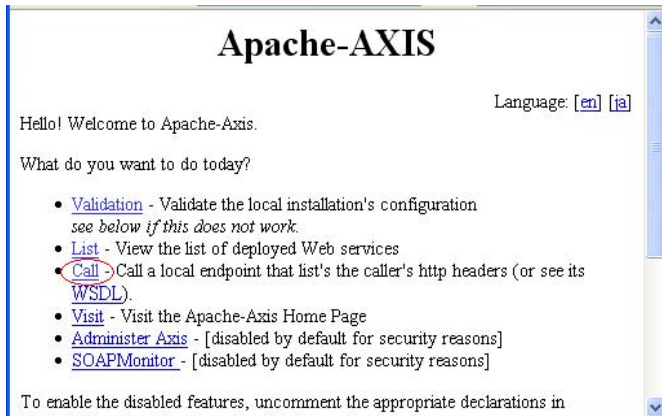 Apache-AXIS
Language: [en] [ja]
Hello! Welcome to Apache-Axis.
What do you want to do today?
• Validation - Validate the local installation's configuration
see below if this does not work.
• List - View the list of deployed Web services
• Call - Call a local endpoint that list's the caller's http headers (or see its
WSDL).
• Visit - Visit the Apache-Axis Home Page
• Administer Axis - [disabled by default for security reasons]
• SOAPMonitor - [disabled by default for security reasons]
To enable the disabled features, uncomment the appropriate declarations in